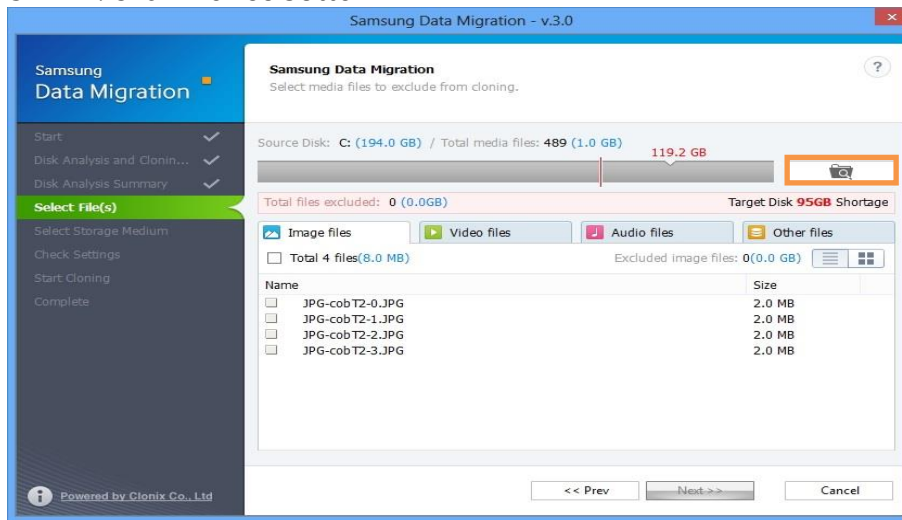 Samsung Data Migration - v.3.0
Samsung
Data Migration
Samsung Data Migration
Select media files to exclude from cloning.
?
Start
Disk Analysis and Clonin...
Disk Analysis Summary
Select File(s)
Select Storage Medium
Check Settings
Start Cloning
Complete
Source Disk: C: (194.0 GB) / Total media files: 489 (1.0 GB)
119.2 GB
Total files excluded: 0 (0.0GB)
Target Disk 95GB Shortage
Image files
Video files
Audio files
Other files
Total 4 files(8.0 MB)
Excluded image files: 0(0.0 GB)
Name Size
JPG-cobT2-0.JPG 2.0 MB
JPG-cobT2-1.JPG 2.0 MB
JPG-cobT2-2.JPG 2.0 MB
JPG-cobT2-3.JPG 2.0 MB
Powered by Clonix Co., Ltd
<< Prev
Next >>
Cancel